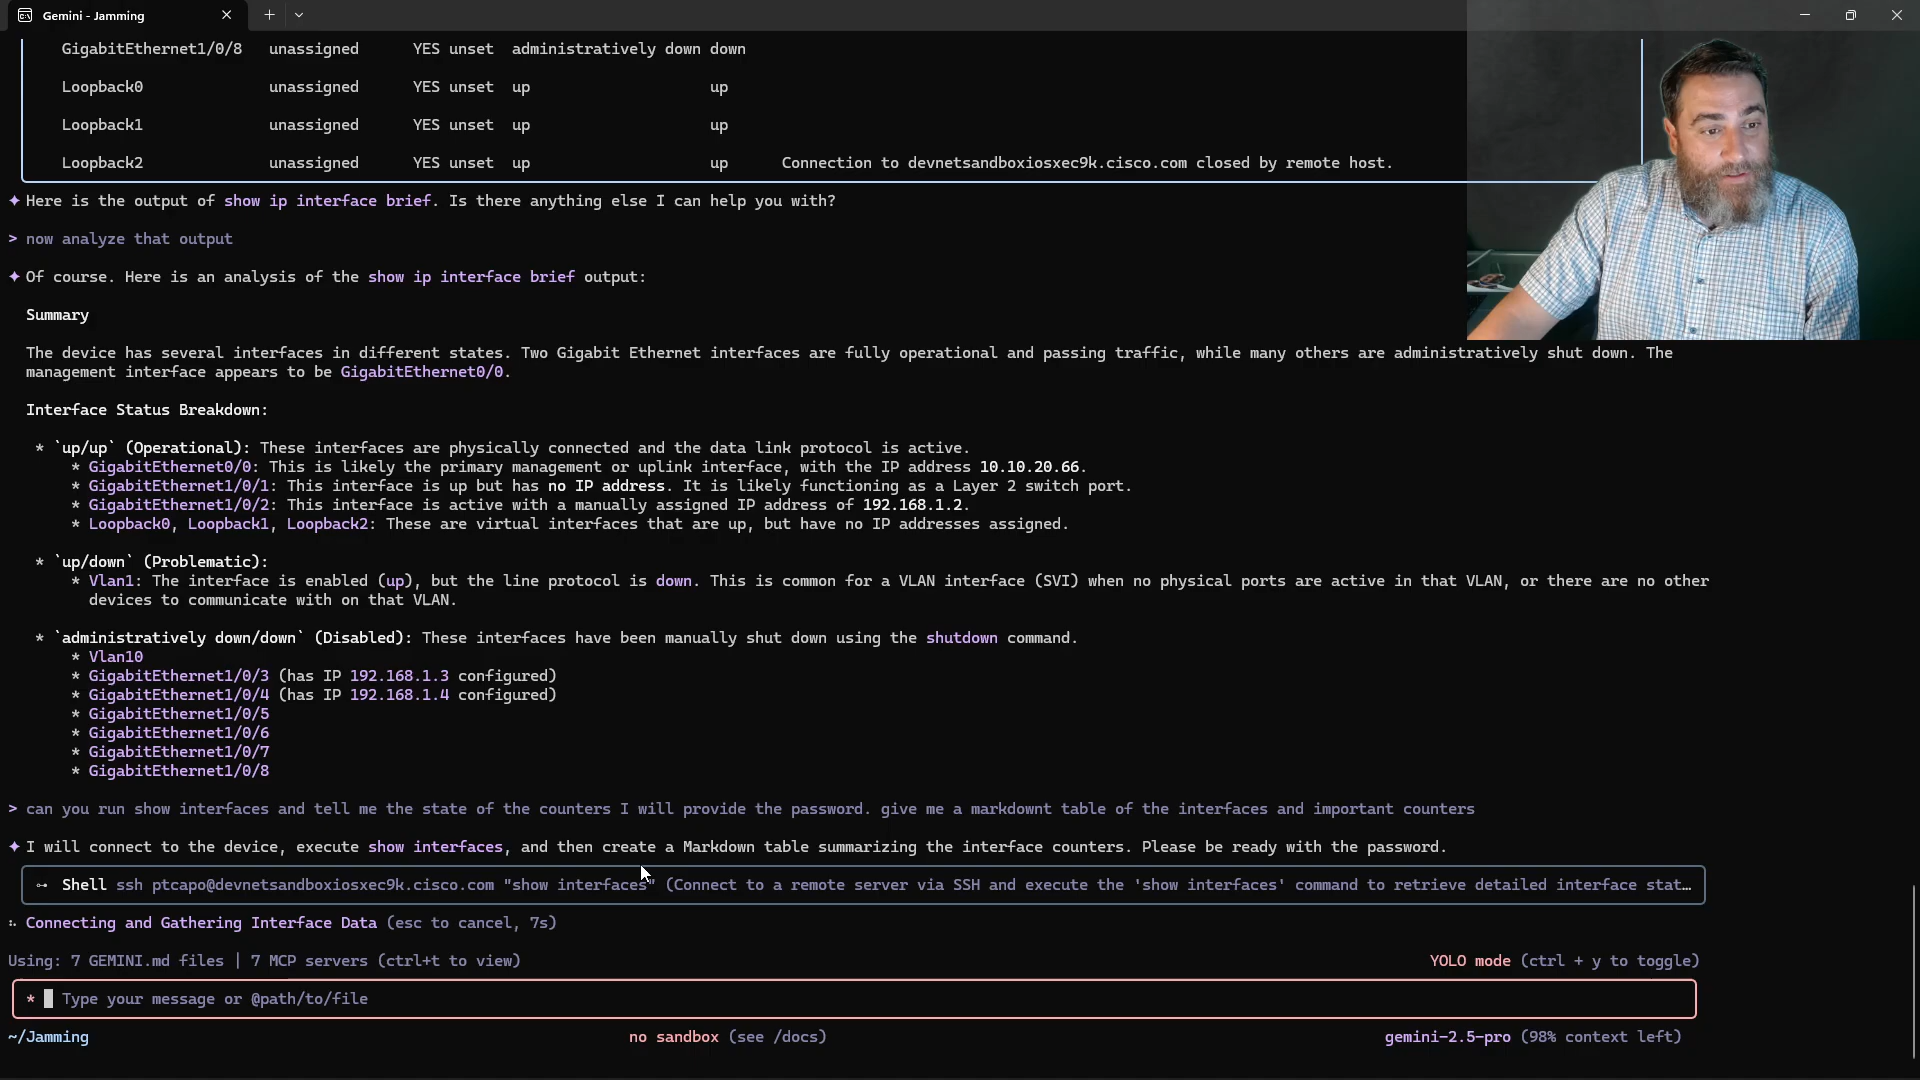 Gemini - Jamming
GigabitEthernet1/0/8 unassigned YES unset administratively down down
Loopback0 unassigned YES unset up up
Loopback1 unassigned YES unset up up
Loopback2 unassigned YES unset up up Connection to devnetsandboxiosxec9k.cisco.com closed by remote host.
✦ Here is the output of show ip interface brief. Is there anything else I can help you with?
> now analyze that output
✦ Of course. Here is an analysis of the show ip interface brief output:
Summary
The device has several interfaces in different states. Two Gigabit Ethernet interfaces are fully operational and passing traffic, while many others are administratively shut down. The
management interface appears to be GigabitEthernet0/0.
Interface Status Breakdown:
* `up/up` (Operational): These interfaces are physically connected and the data link protocol is active.
* GigabitEthernet0/0: This is likely the primary management or uplink interface, with the IP address 10.10.20.66.
* GigabitEthernet1/0/1: This interface is up but has no IP address. It is likely functioning as a Layer 2 switch port.
* GigabitEthernet1/0/2: This interface is active with a manually assigned IP address of 192.168.1.2.
* Loopback0, Loopback1, Loopback2: These are virtual interfaces that are up, but have no IP addresses assigned.
* `up/down` (Problematic):
* Vlan1: The interface is enabled (up), but the line protocol is down. This is common for a VLAN interface (SVI) when no physical ports are active in that VLAN, or there are no other
devices to communicate with on that VLAN.
* `administratively down/down` (Disabled): These interfaces have been manually shut down using the shutdown command.
* Vlan10
* GigabitEthernet1/0/3 (has IP 192.168.1.3 configured)
* GigabitEthernet1/0/4 (has IP 192.168.1.4 configured)
* GigabitEthernet1/0/5
* GigabitEthernet1/0/6
* GigabitEthernet1/0/7
* GigabitEthernet1/0/8
> can you run show interfaces and tell me the state of the counters I will provide the password. give me a markdownt table of the interfaces and important counters
✦ I will connect to the device, execute show interfaces, and then create a Markdown table summarizing the interface counters. Please be ready with the password.
Shell ssh ptcapo@devnetsandboxiosxec9k.cisco.com "show interfaces" (Connect to a remote server via SSH and execute the 'show interfaces' command to retrieve detailed interface stat…
Connecting and Gathering Interface Data (esc to cancel, 7s)
Using: 7 GEMINI.md files | 7 MCP servers (ctrl+t to view) YOLO mode (ctrl + y to toggle)
* Type your message or @path/to/file
~/Jamming no sandbox (see /docs) gemini-2.5-pro (98% context left)